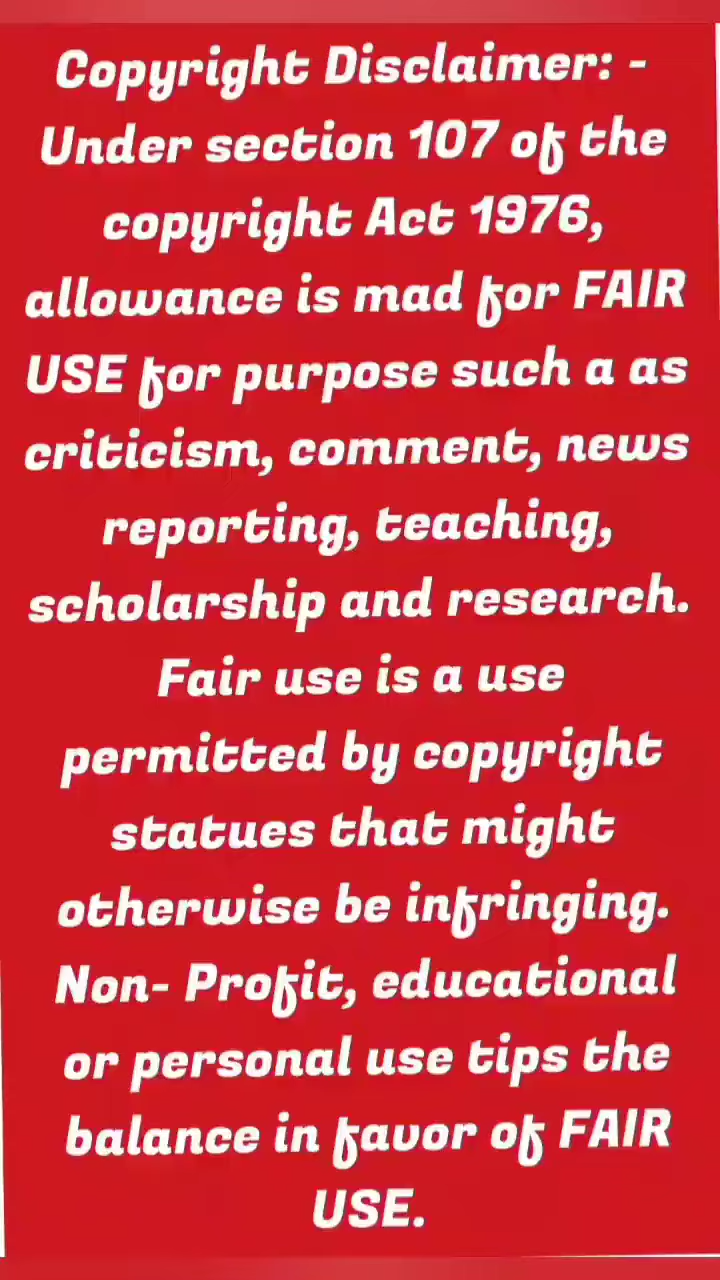 Copyright Disclaimer: -
Under section 107 of the
copyright Act 1976,
allowance is mad for FAIR
USE for purpose such a as
criticism, comment, news
reporting, teaching,
scholarship and research.
Fair use is a use
permitted by copyright
statues that might
otherwise be infringing.
Non- Profit, educational
or personal use tips the
balance in favor of FAIR
USE.